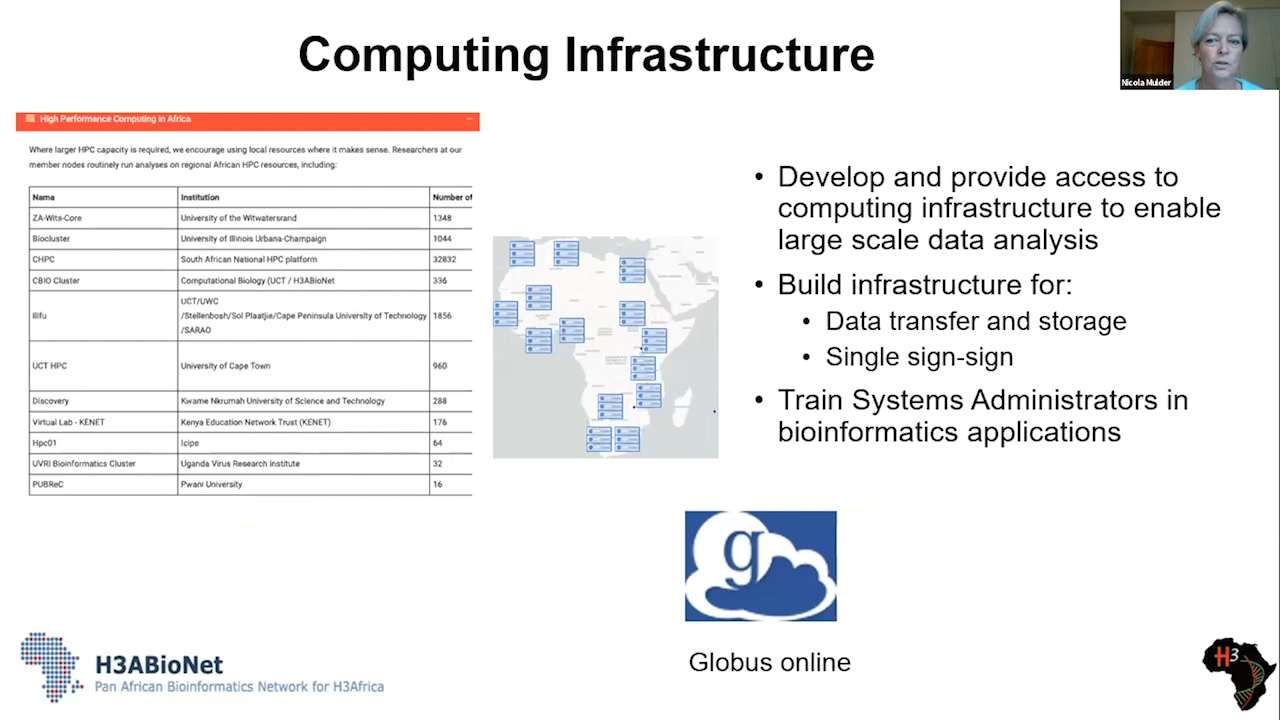 Computing Infrastructure
Nicola Mulder
High Performance Computing in Africa
Where larger HPC capacity is required, we encourage using local resources where it makes sense. Researchers at our
member nodes routinely run analyses on regional African HPC resources, including:
Name Institution Number of
ZA-Wits-Core University of the Witwatersrand 1348
Biocluster University of Illinois Urbana-Champaign 1044
CHPC South African National HPC platform 32832
CBIO Cluster Computational Biology (UCT / H3ABioNet 336
Ilifu UCT/UWC
/Stellenbosh/Sol Plaatjie/Cape Peninsula University of Technology 1856
/SARAO
UCT HPC University of Cape Town 960
Discovery Kwame Nkrumah University of Science and Technology 288
Virtual Lab - KENET Kenya Education Network Trust (KENET) 176
Hpc01 Icipe 64
UVRI Bioinformatics Cluster Uganda Virus Research Institute 32
PUBReC Pwani University 16
• Develop and provide access to
computing infrastructure to enable
large scale data analysis
• Build infrastructure for:
• Data transfer and storage
• Single sign-sign
• Train Systems Administrators in
bioinformatics applications
g
Globus online
H3ABioNet
Pan African Bioinformatics Network for H3Africa
H3